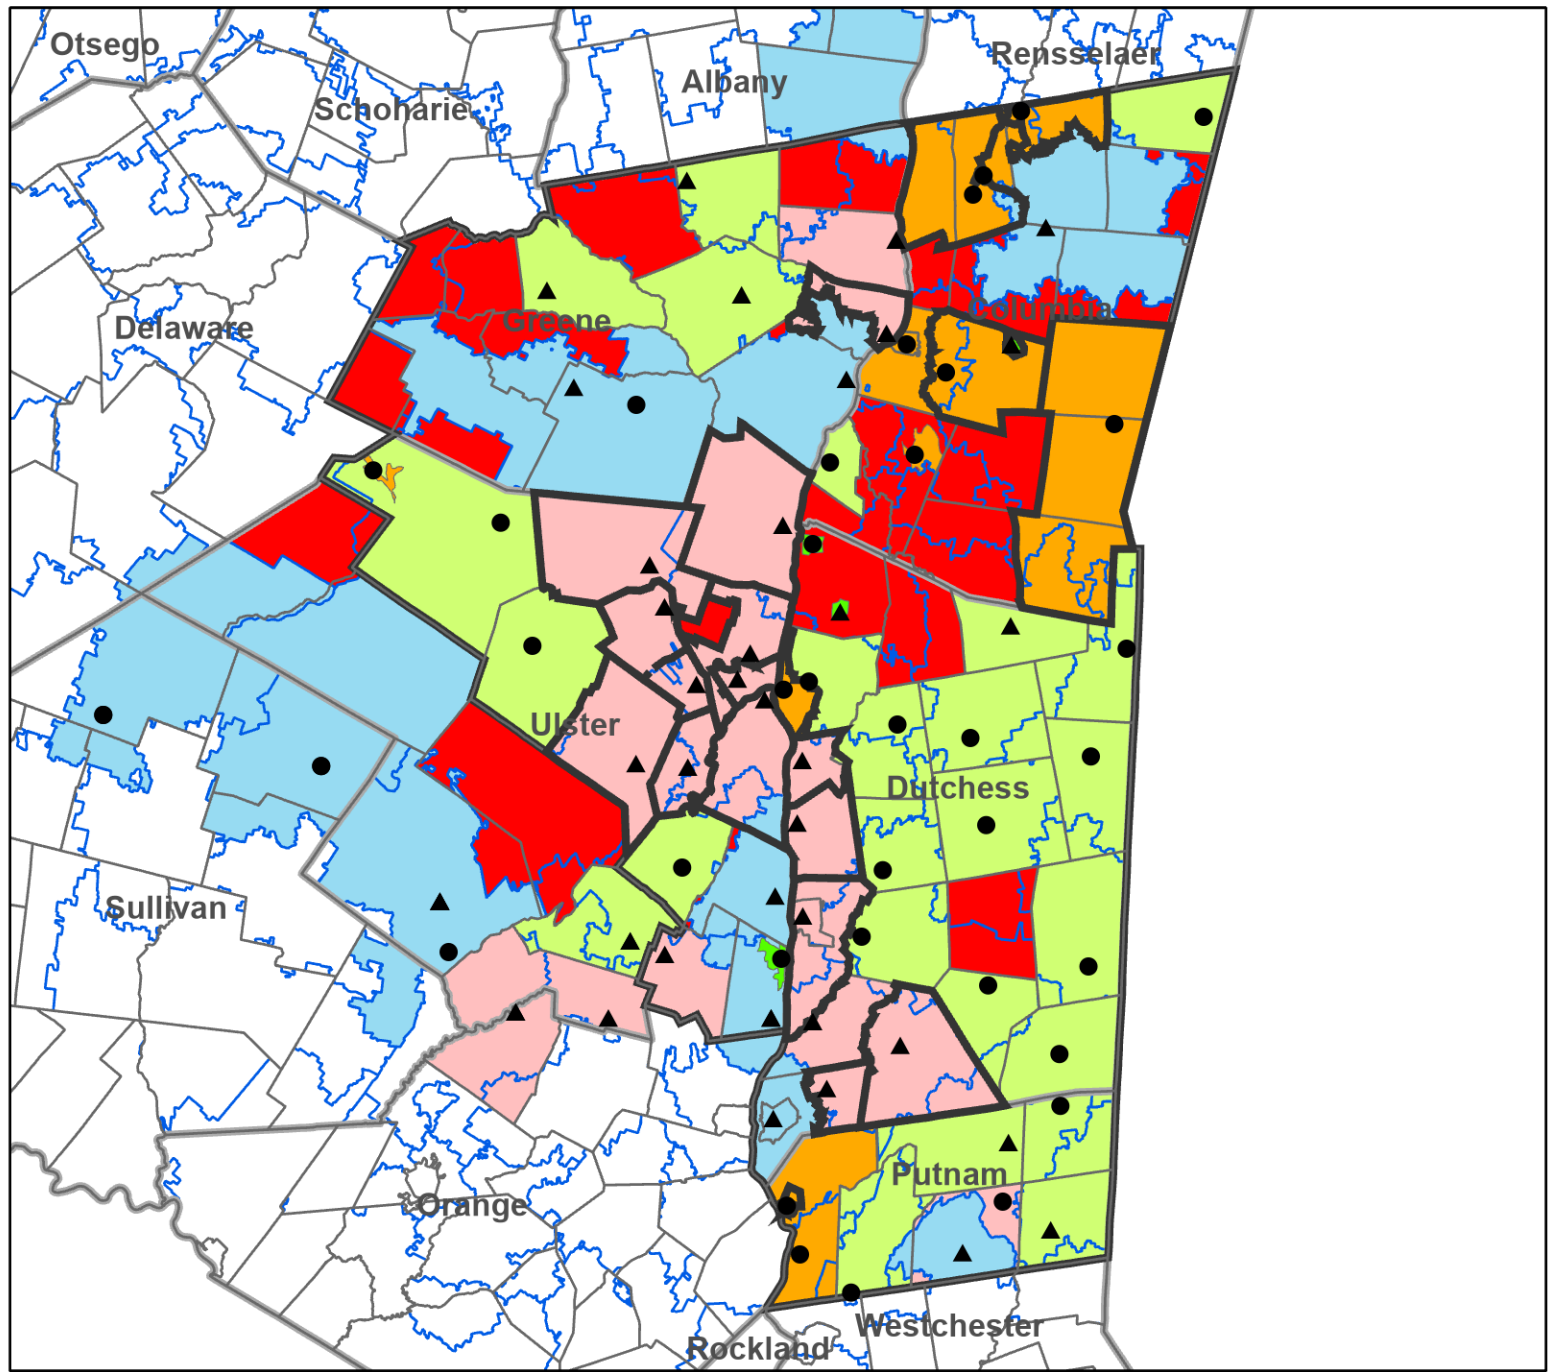 Otsego
Rensselaer
Albany
Schoharie
Columbia
Greene
Delaware
Ulster
Dutchess
Sullivan
Putnam
Orange
Westchester
Rockland